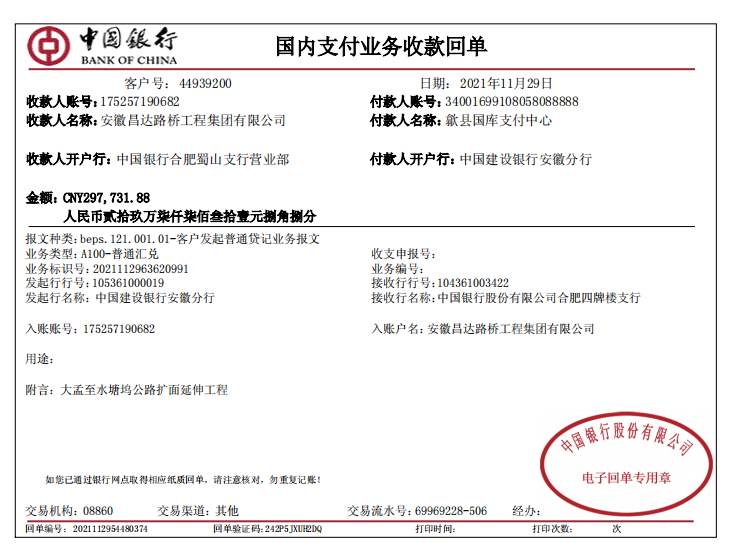 中国银行
BANK OF CHINA
国内支付业务收款回单
客户号： 44939200 日期： 2021年11月29日
收款人账号：175257190682 付款人账号：34001699108058088888
收款人名称：安徽昌达路桥工程集团有限公司 付款人名称：歙县国库支付中心
收款人开户行：中国银行合肥蜀山支行营业部 付款人开户行：中国建设银行安徽分行
金额：CNY297,731.88
人民币贰拾玖万柒仟柒佰叁拾壹元捌角捌分
报文种类：beps.121.001.01-客户发起普通贷记业务报文
业务类型：A100-普通汇兑 收支申报号：
业务标识号：2021112963620991 业务编号：
发起行行号：105361000019 接收行行号：104361003422
发起行名称：中国建设银行安徽分行 接收行名称：中国银行股份有限公司合肥四牌楼支行
入账账号：175257190682 入账户名：安徽昌达路桥工程集团有限公司
用途：
附言：大孟至水塘坞公路扩面延伸工程
中国银行股份有限公司
电子回单专用章
如您已通过银行网点取得相应纸质回单，请注意核对，勿重复记账！
交易机构：08860 交易渠道：其他 交易流水号：69969228-506 经办：
回单编号：2021112954480374 回单验证码：242P5JXUH2DQ 打印时间： 打印次数： 次